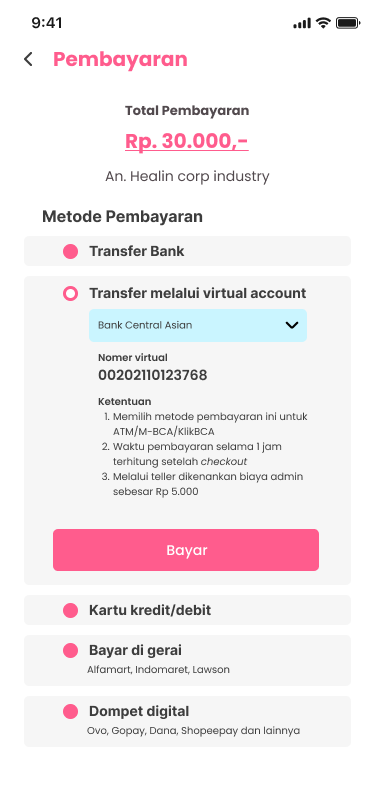 9:41
Pembayaran
Total Pembayaran
Rp. 30.000,-
An. Healin corp industry
Metode Pembayaran
Transfer Bank
Transfer melalui virtual account
Bank Central Asian
Nomer virtual
00202110123768
Ketentuan
1. Memilih metode pembayaran ini untuk
ATM/M-BCA/KlikBCA
2. Waktu pembayaran selama 1 jam
terhitung setelah checkout
3. Melalui teller dikenankan biaya admin
sebesar Rp 5.000
Bayar
Kartu kredit/debit
Bayar di gerai
Alfamart, Indomaret, Lawson
Dompet digital
Ovo, Gopay, Dana, Shopeepay dan lainnya